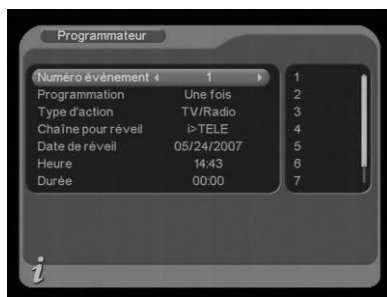 Programmateur
Numéro événement 1
Programmation Une fois
Type d'action TV/Radio
Chaîne pour réveil i>TELE
Date de réveil 05/24/2007
Heure 14:43
Durée 00:00
1
2
3
4
5
6
7
i